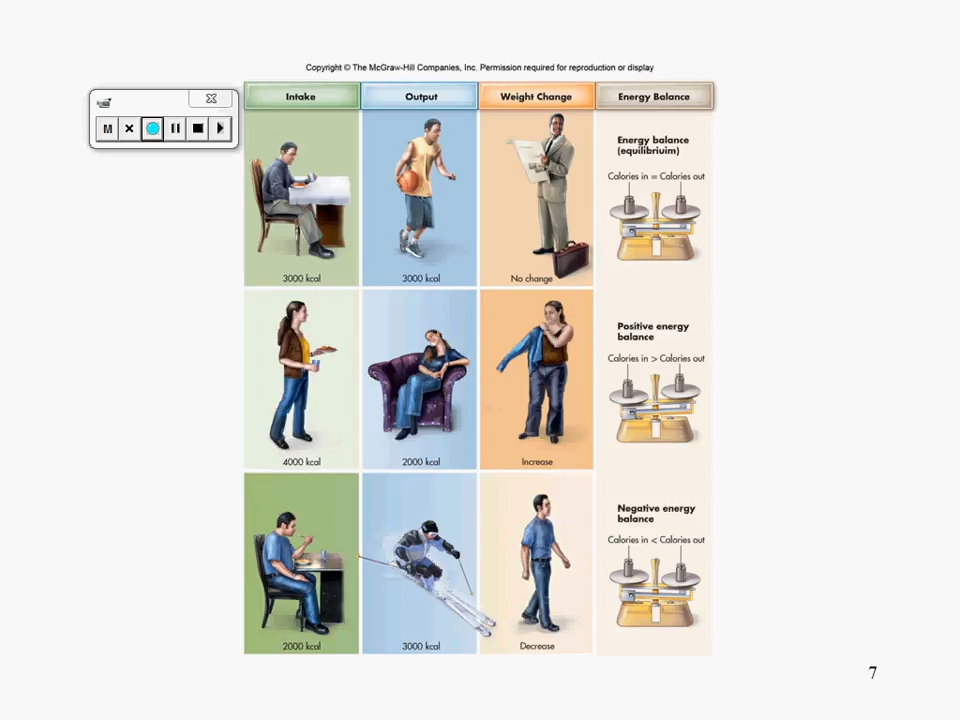 Copyright © The McGraw-Hill Companies, Inc. Permission required for reproduction or display
Intake
Output
Weight Change
Energy Balance
M
3000 kcal
3000 kcal
No change
Energy balance
(equilibriuim)
Calories in = Calories out
4000 kcal
2000 kcal
Increase
Positive energy
balance
Calories in > Calories out
2000 kcal
3000 kcal
Decrease
Negative energy
balance
Calories in < Calories out
7